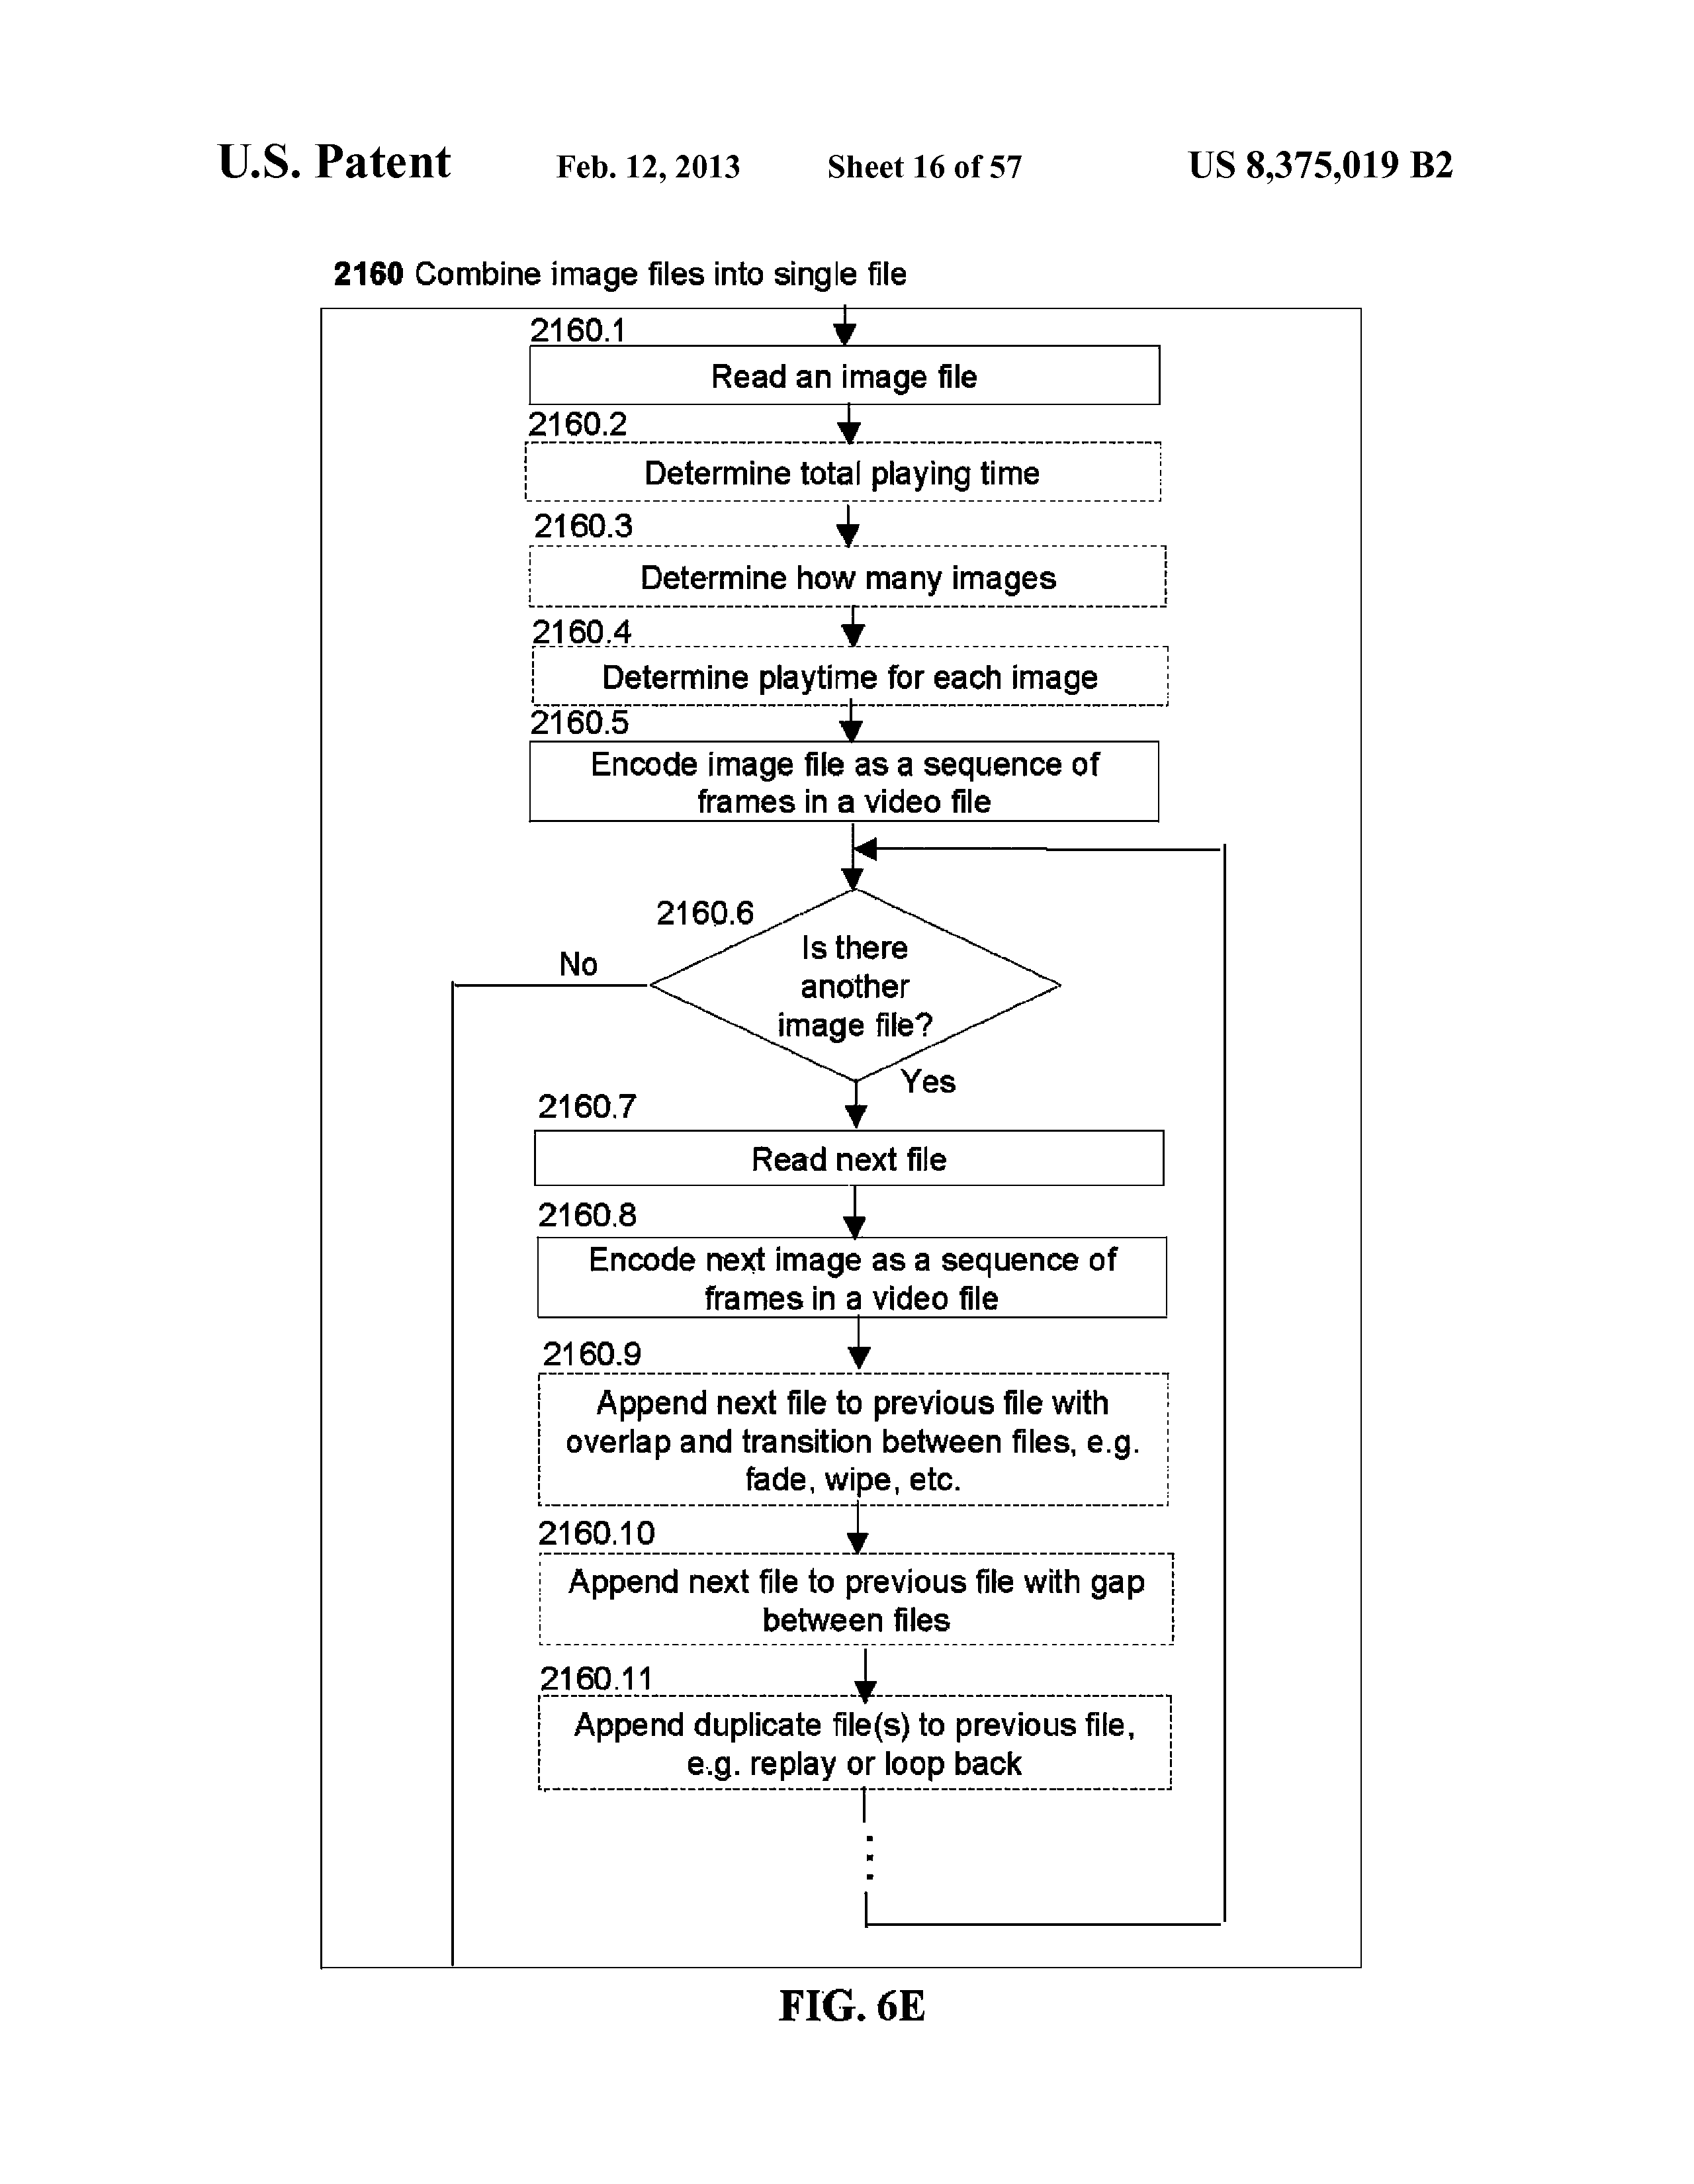 U.S. Patent Feb. 12, 2013 Sheet 16 of 57 US 8,375,019 B2
2160 Combine image files into single file
2160.1
Read an image file
2160.2
Determine total playing time
2160.3
Determine how many images
2160.4
Determine playtime for each image
2160.5
Encode image file as a sequence of
frames in a video file
2160.6
Is there
another
image file?
No
Yes
2160.7
Read next file
2160.8
Encode next image as a sequence of
frames in a video file
2160.9
Append next file to previous file with
overlap and transition between files, e.g.
fade, wipe, etc.
2160.10
Append next file to previous file with gap
between files
2160.11
Append duplicate file(s) to previous file,
e.g. replay or loop back
FIG. 6E